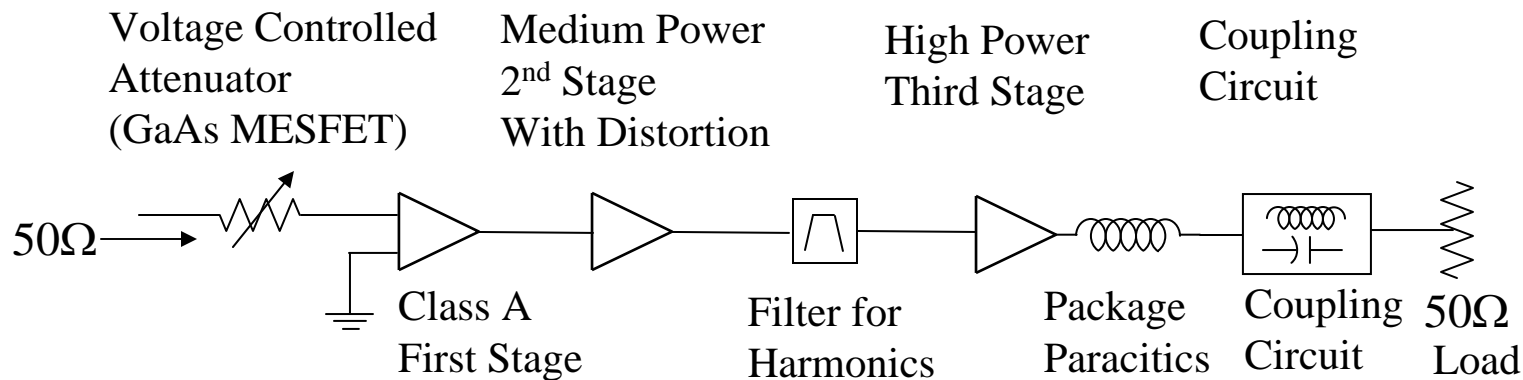 Voltage Controlled
Attenuator
(GaAs MESFET)
Medium Power
2nd Stage
With Distortion
High Power
Third Stage
Coupling
Circuit
50Ω
Class A
First Stage
Filter for
Harmonics
Package
Paracitics
Coupling
Circuit
50Ω
Load